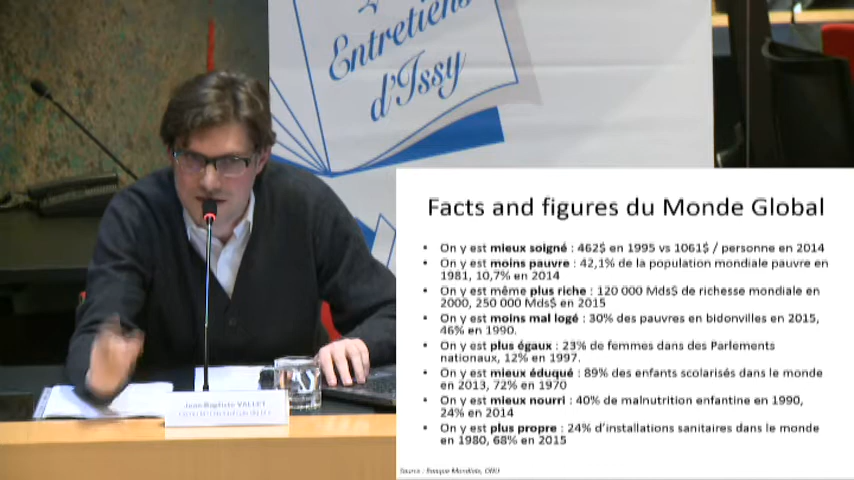 Entretiens
d'Issy
Facts and figures du Monde Global
• On y est mieux soigné : 462$ en 1995 vs 1061$ / personne en 2014
• On y est moins pauvre : 42,1% de la population mondiale pauvre en
1981, 10,7% en 2014
• On y est même plus riche : 120 000 Mds$ de richesse mondiale en
2000, 250 000 Mds$ en 2015
• On y est moins mal logé : 30% des pauvres en bidonvilles en 2015,
46% en 1990.
• On y est plus égaux : 23% de femmes dans des Parlements
nationaux, 12% en 1997.
• On y est mieux éduqué : 89% des enfants scolarisés dans le monde
en 2013, 72% en 1970
• On y est mieux nourri : 40% de malnutrition enfantine en 1990,
24% en 2014
• On y est plus propre : 24% d'installations sanitaires dans le monde
en 1980, 68% en 2015
Source : Banque Mondiale, ONU
Jean-Baptiste VALLET